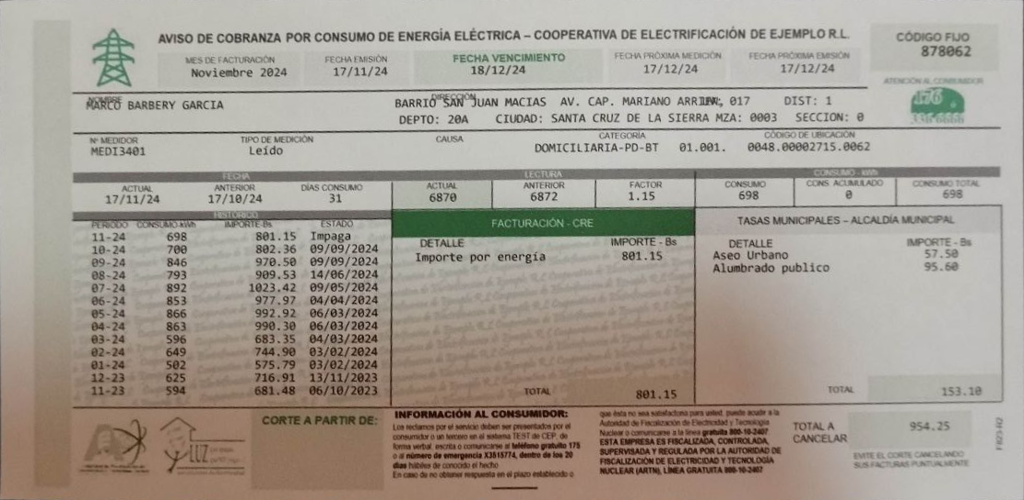 AVISO DE COBRANZA POR CONSUMO DE ENERGÍA ELÉCTRICA – COOPERATIVA DE ELECTRIFICACIÓN DE EJEMPLO R.L.
CÓDIGO FIJO
878062
MES DE FACTURACIÓN FECHA EMISIÓN FECHA VENCIMIENTO FECHA PRÓXIMA MEDICIÓN FECHA PRÓXIMA EMISIÓN
Noviembre 2024 17/11/24 18/12/24 17/12/24 17/12/24
ATENCIÓN AL CONSUMIDOR
176
NOMBRE DIRECCIÓN
MARCO BARBERY GARCIA BARRIO SAN JUAN MACIAS AV. CAP. MARIANO 017 DIST: 1
DEPTO: 20A CIUDAD: SANTA CRUZ DE LA SIERRA MZA: 0003 SECCION: 0
Nº MEDIDOR TIPO DE MEDICIÓN CAUSA CATEGORÍA CÓDIGO DE UBICACIÓN
MEDI3401 Leído DOMICILIARIA-PD-BT 01.001. 0048.00002715.0062
FECHA LECTURA CONSUMO - kWh
ACTUAL ANTERIOR DÍAS CONSUMO ACTUAL ANTERIOR FACTOR CONSUMO CONS ACUMULADO CONSUMO TOTAL
17/11/24 17/10/24 31 6870 6872 1.15 698 0 698
HISTÓRICO
PERIODO CONSUMO-kWh IMPORTE-Bs ESTADO
11-24 698 801.15 Impaga
10-24 700 802.36 09/09/2024
09-24 846 970.50 09/09/2024
08-24 793 909.53 14/06/2024
07-24 892 1023.42 09/05/2024
06-24 853 977.97 04/04/2024
05-24 866 992.92 06/03/2024
04-24 863 990.30 06/03/2024
03-24 596 683.35 04/03/2024
02-24 649 744.90 03/02/2024
01-24 502 575.79 03/02/2024
12-23 625 716.91 13/11/2023
11-23 594 681.48 06/10/2023
FACTURACIÓN - CRE
DETALLE IMPORTE - Bs
Importe por energía 801.15
TOTAL 801.15
TASAS MUNICIPALES – ALCALDÍA MUNICIPAL
DETALLE IMPORTE - Bs
Aseo Urbano 57.50
Alumbrado publico 95.60
TOTAL 153.10
LUZ
CORTE A PARTIR DE:
INFORMACIÓN AL CONSUMIDOR:
Los reclamos por el servicio deben ser presentados por el
consumidor o un tercero en el sistema TEST de CEP. de
forma verbal, escrita o comunicarse al teléfono gratuito 175
o al número de emergencia X3515774, dentro de los 20
días hábiles de conocido el hecho
En caso de no obtener respuesta en el plazo establecido o
que ésta no sea satisfactoria para usted, puede acudir a la
Autoridad de Fiscalización de Electricidad y Tecnología
Nuclear o comunicarse a la línea gratuita 800-10-2407
ESTA EMPRESA ES FISCALIZADA, CONTROLADA,
SUPERVISADA Y REGULADA POR LA AUTORIDAD DE
FISCALIZACIÓN DE ELECTRICIDAD Y TECNOLOGÍA
NUCLEAR (ARTN), LÍNEA GRATUITA 800-10-2407
TOTAL A
CANCELAR
954.25
EVITE EL CORTE CANCELANDO
SUS FACTURAS PUNTUALMENTE